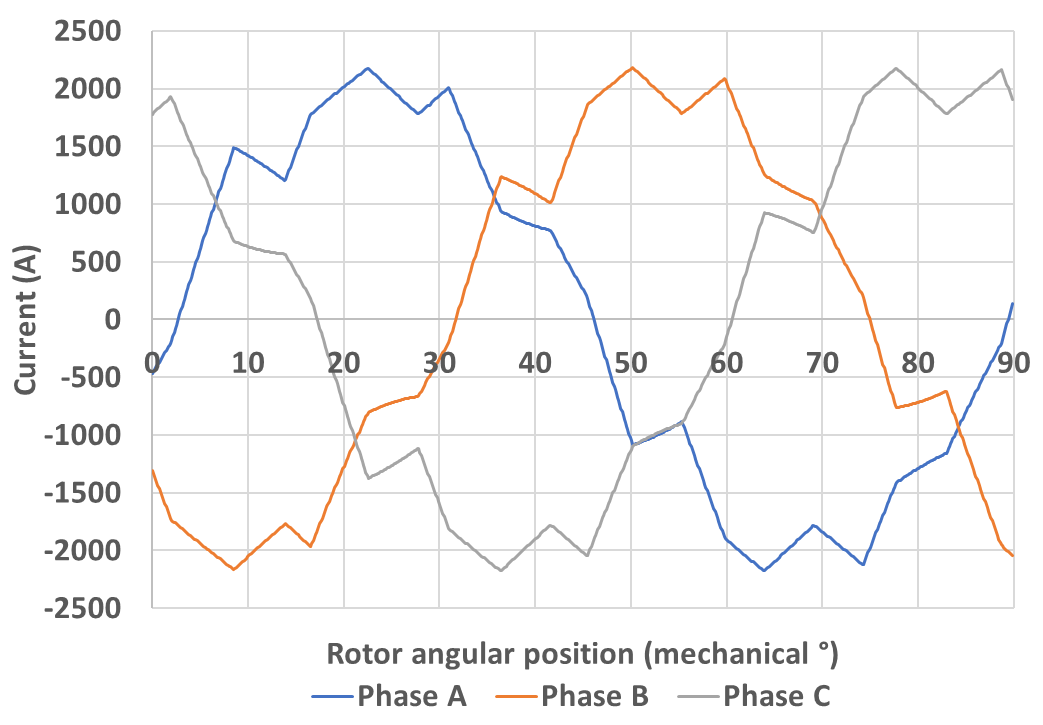 2500
2000
1500
1000
500
0
-500
-1000
-1500
-2000
-2500
Current (A)
0 10 20 30 40 50 60 70 80 90
Rotor angular position (mechanical °)
Phase A Phase B Phase C